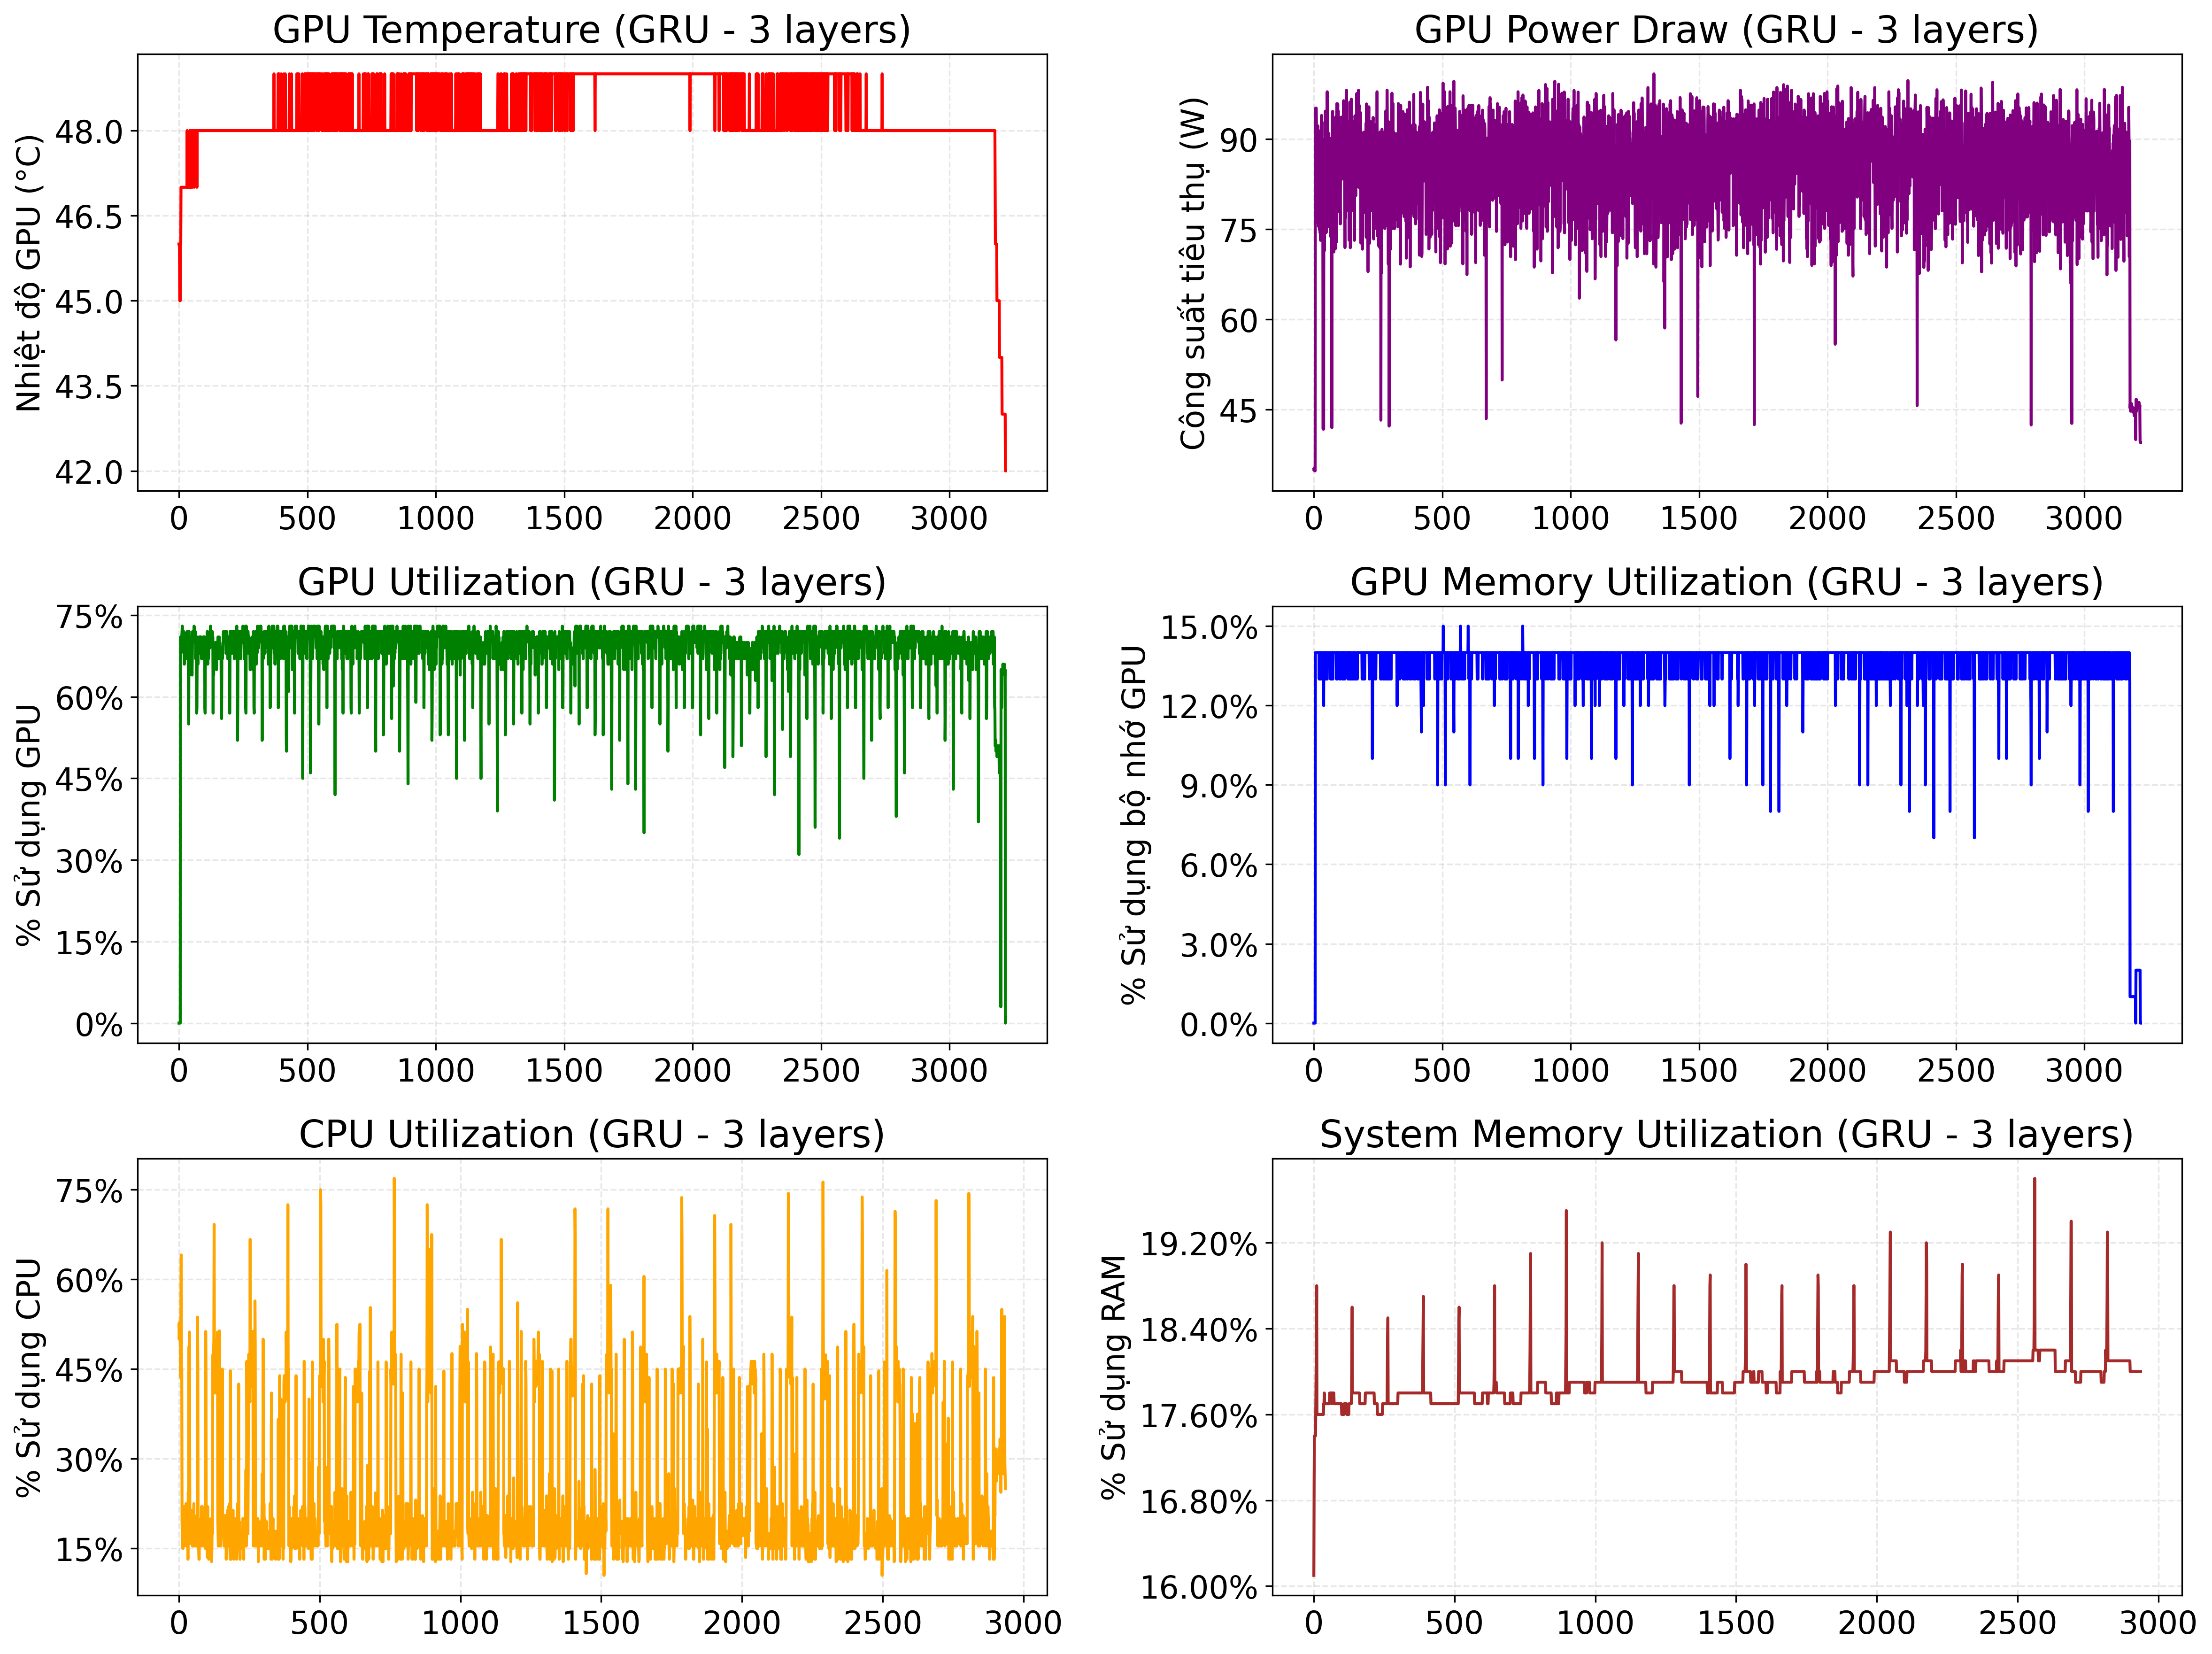 GPU Temperature (GRU - 3 layers)
Nhiệt độ GPU (°C)
48.0
46.5
45.0
43.5
42.0
0 500 1000 1500 2000 2500 3000
GPU Power Draw (GRU - 3 layers)
Công suất tiêu thụ (W)
90
75
60
45
0 500 1000 1500 2000 2500 3000
GPU Utilization (GRU - 3 layers)
% Sử dụng GPU
75%
60%
45%
30%
15%
0%
0 500 1000 1500 2000 2500 3000
GPU Memory Utilization (GRU - 3 layers)
% Sử dụng bộ nhớ GPU
15.0%
12.0%
9.0%
6.0%
3.0%
0.0%
0 500 1000 1500 2000 2500 3000
CPU Utilization (GRU - 3 layers)
% Sử dụng CPU
75%
60%
45%
30%
15%
0 500 1000 1500 2000 2500 3000
System Memory Utilization (GRU - 3 layers)
% Sử dụng RAM
19.20%
18.40%
17.60%
16.80%
16.00%
0 500 1000 1500 2000 2500 3000